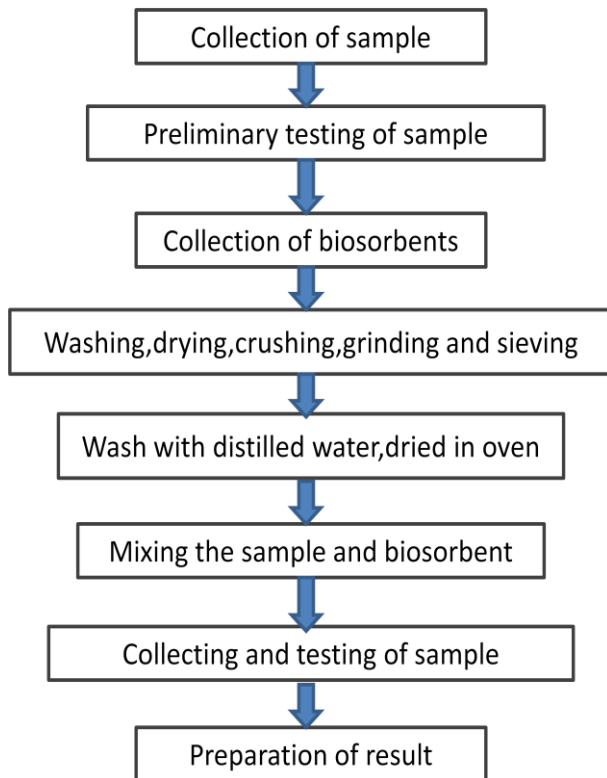 Collection of sample
Preliminary testing of sample
Collection of biosorbents
Washing,drying,crushing,grinding and sieving
Wash with distilled water,dried in oven
Mixing the sample and biosorbent
Collecting and testing of sample
Preparation of result